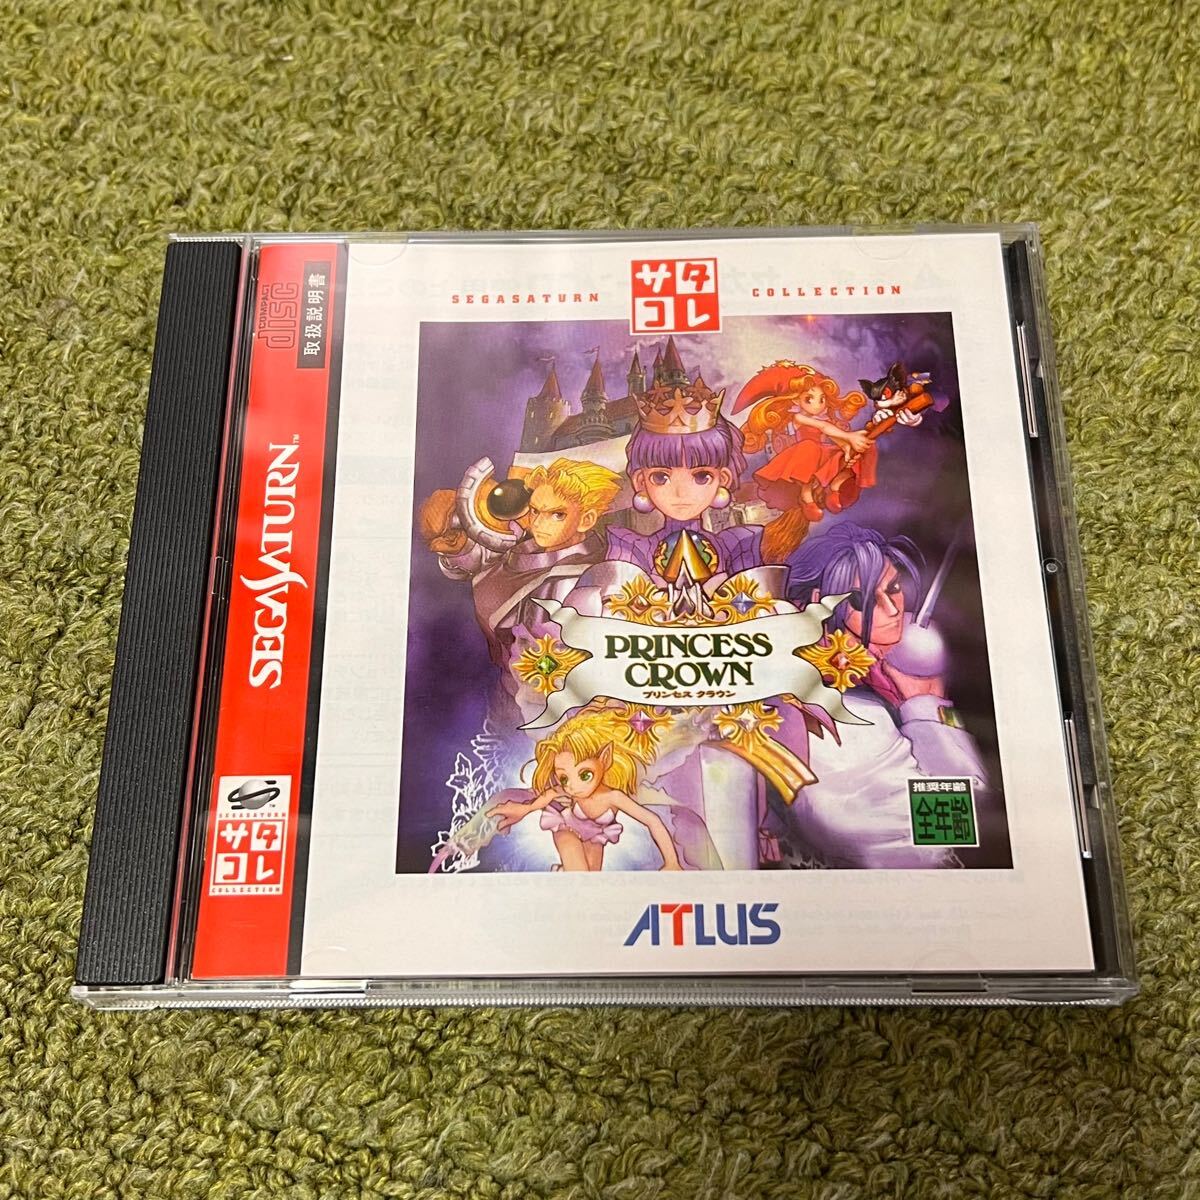 COMPACT
disc
取扱説明書
SEGASATURN™
SEGASATURN
サタ
コレ
COLLECTION
SEGASATURN
サタ
コレ
COLLECTION
PRINCESS
CROWN
プリンセス クラウン
推奨年齢
全年齢
ATLUS